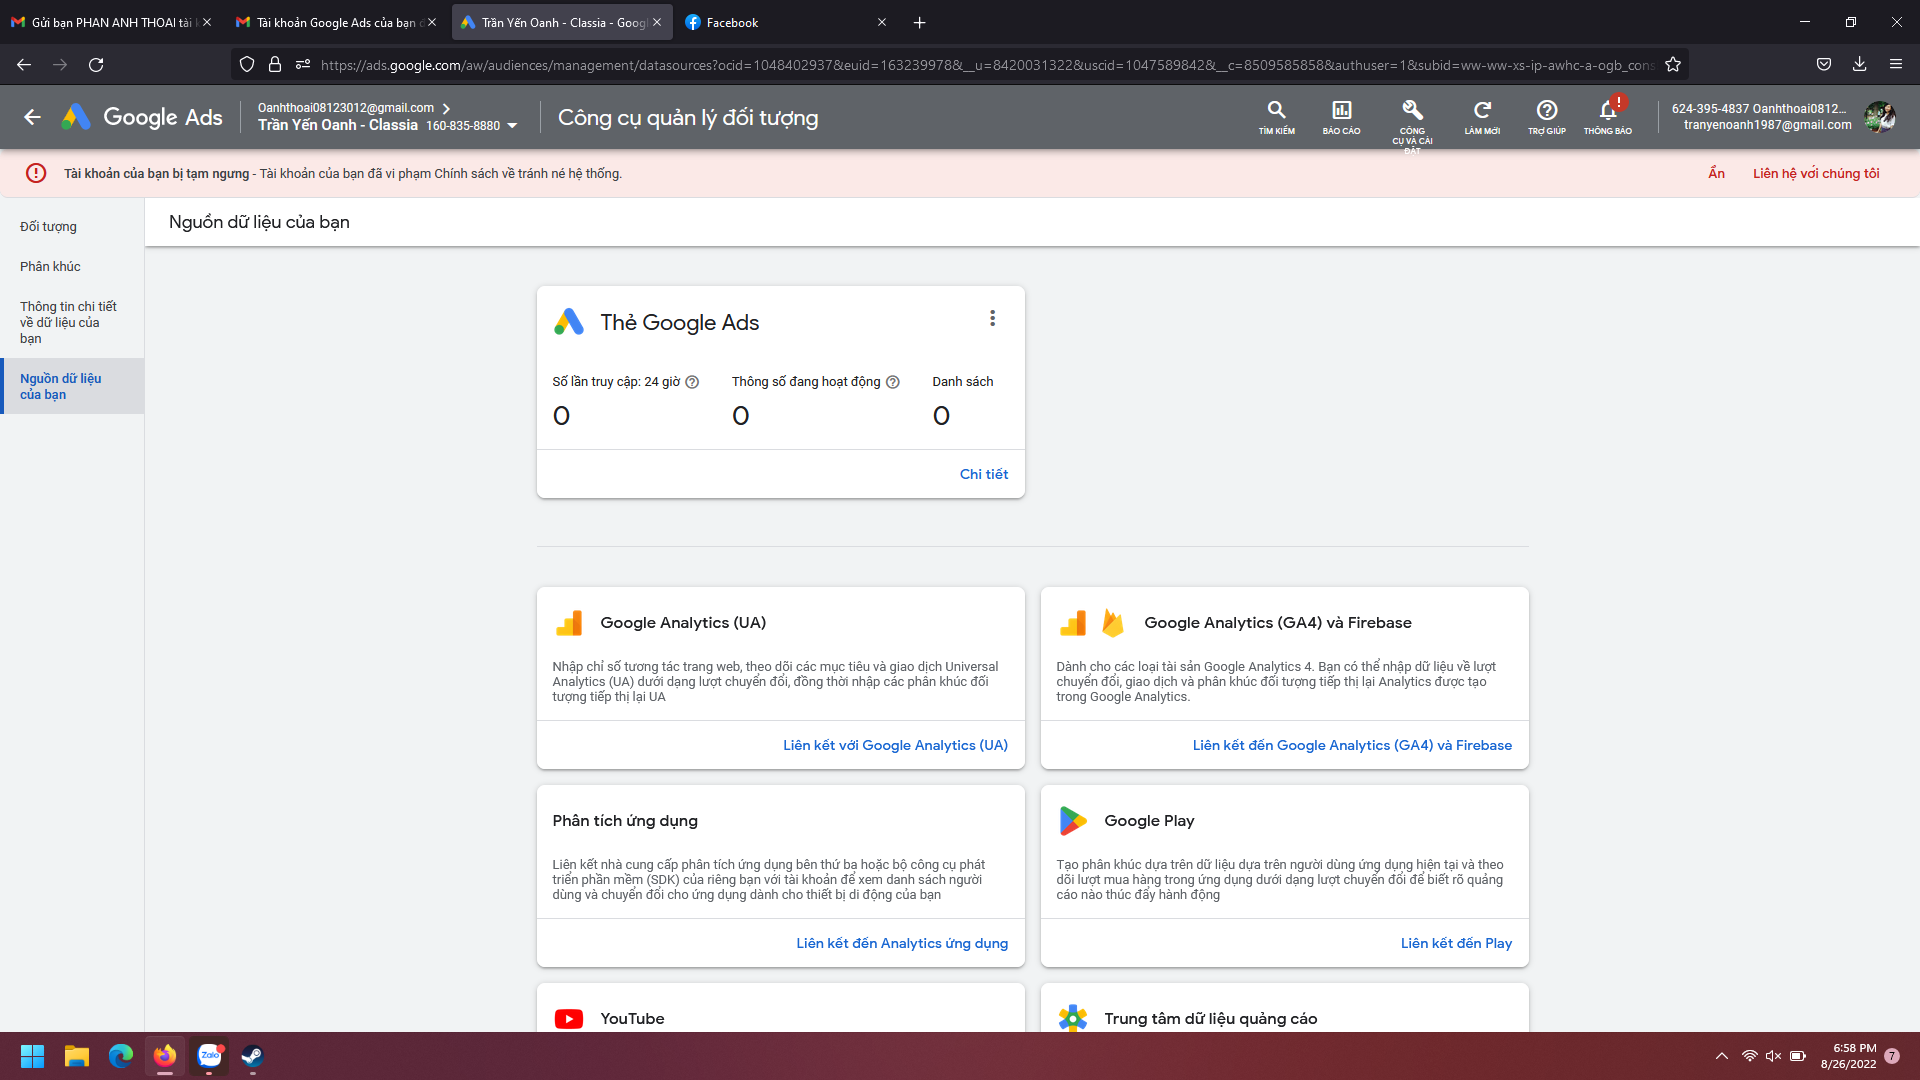 Gửi bạn PHAN ANH THOAI tài k
Tài khoản Google Ads của bạn đ
Trần Yến Oanh - Classia - Googl
Facebook
https://ads.google.com/aw/audiences/management/datasources?ocid=1048402937&euid=163239978&__u=8420031322&uscid=1047589842&__c=8509585858&authuser=1&subid=ww-ww-xs-ip-awhc-a-ogb_cons
Google Ads
Oanhthoai08123012@gmail.com
Trần Yến Oanh - Classia 160-835-8880
Công cụ quản lý đối tượng
TÌM KIẾM
BÁO CÁO
CÔNG CỤ VÀ CÀI ĐẶT
LÀM MỚI
TRỢ GIÚP
THÔNG BÁO
624-395-4837 Oanhthoai0812...
tranyenoanh1987@gmail.com
Tài khoản của bạn bị tạm ngưng - Tài khoản của bạn đã vi phạm Chính sách về tránh né hệ thống.
Ẩn
Liên hệ với chúng tôi
Đối tượng
Phân khúc
Thông tin chi tiết
về dữ liệu của
bạn
Nguồn dữ liệu
của bạn
Nguồn dữ liệu của bạn
Thẻ Google Ads
Số lần truy cập: 24 giờ
Thông số đang hoạt động
Danh sách
0
0
0
Chi tiết
Google Analytics (UA)
Nhập chỉ số tương tác trang web, theo dõi các mục tiêu và giao dịch Universal
Analytics (UA) dưới dạng lượt chuyển đổi, đồng thời nhập các phân khúc đối
tượng tiếp thị lại UA
Liên kết với Google Analytics (UA)
Google Analytics (GA4) và Firebase
Dành cho các loại tài sản Google Analytics 4. Bạn có thể nhập dữ liệu về lượt
chuyển đổi, giao dịch và phân khúc đối tượng tiếp thị lại Analytics được tạo
trong Google Analytics.
Liên kết đến Google Analytics (GA4) và Firebase
Phân tích ứng dụng
Liên kết nhà cung cấp phân tích ứng dụng bên thứ ba hoặc bộ công cụ phát
triển phần mềm (SDK) của riêng bạn với tài khoản để xem danh sách người
dùng và chuyển đổi cho ứng dụng dành cho thiết bị di động của bạn
Liên kết đến Analytics ứng dụng
Google Play
Tạo phân khúc dựa trên dữ liệu dựa trên người dùng ứng dụng hiện tại và theo
dõi lượt mua hàng trong ứng dụng dưới dạng lượt chuyển đổi để biết rõ quảng
cáo nào thúc đẩy hành động
Liên kết đến Play
YouTube
Trung tâm dữ liệu quảng cáo
Zalo
6:58 PM
8/26/2022
7